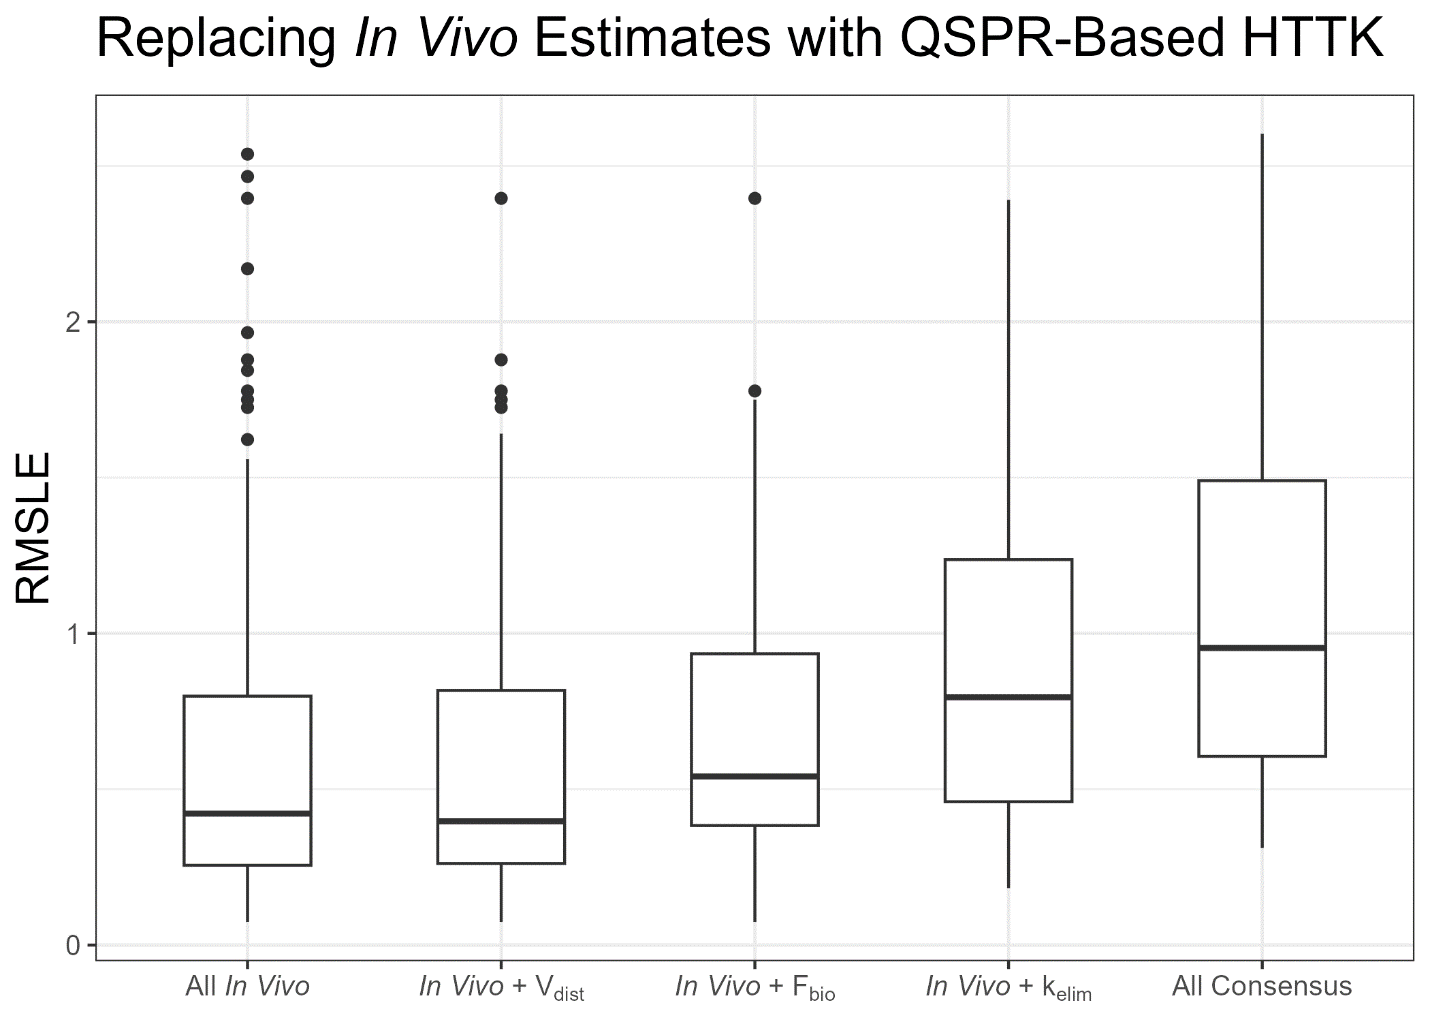 Replacing In Vivo Estimates with QSPR-Based HTTK
RMSLE
2
1
0
All In Vivo
In Vivo + Vdist
In Vivo + Fbio
In Vivo + kelim
All Consensus